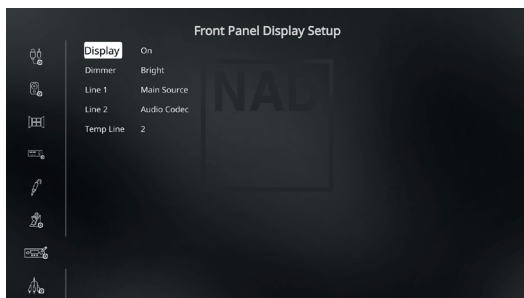 Front Panel Display Setup
Display On
Dimmer Bright
Line 1 Main Source
Line 2 Audio Codec
Temp Line 2
NAD